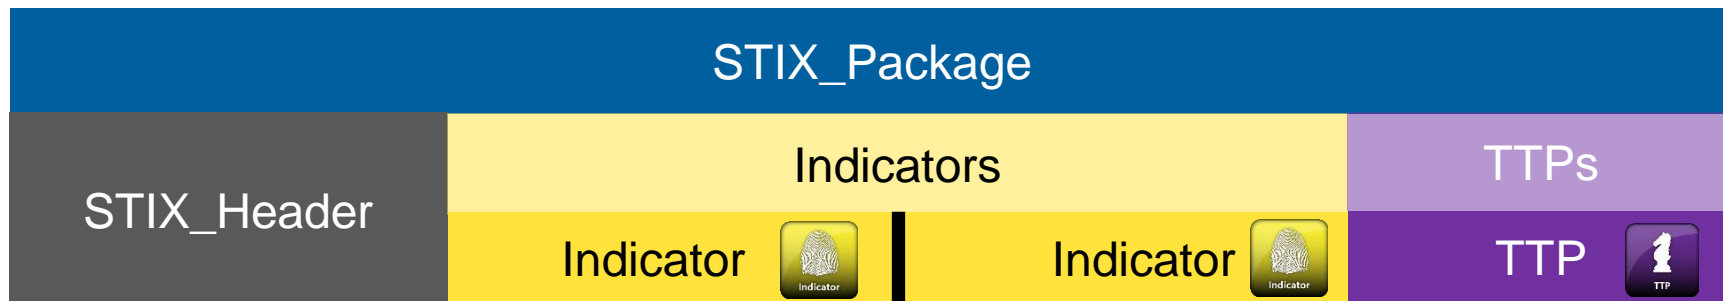 STIX_Package
Indicators
TTPs
STIX_Header
Indicator
Indicator
Indicator
Indicator
TTP
TTP